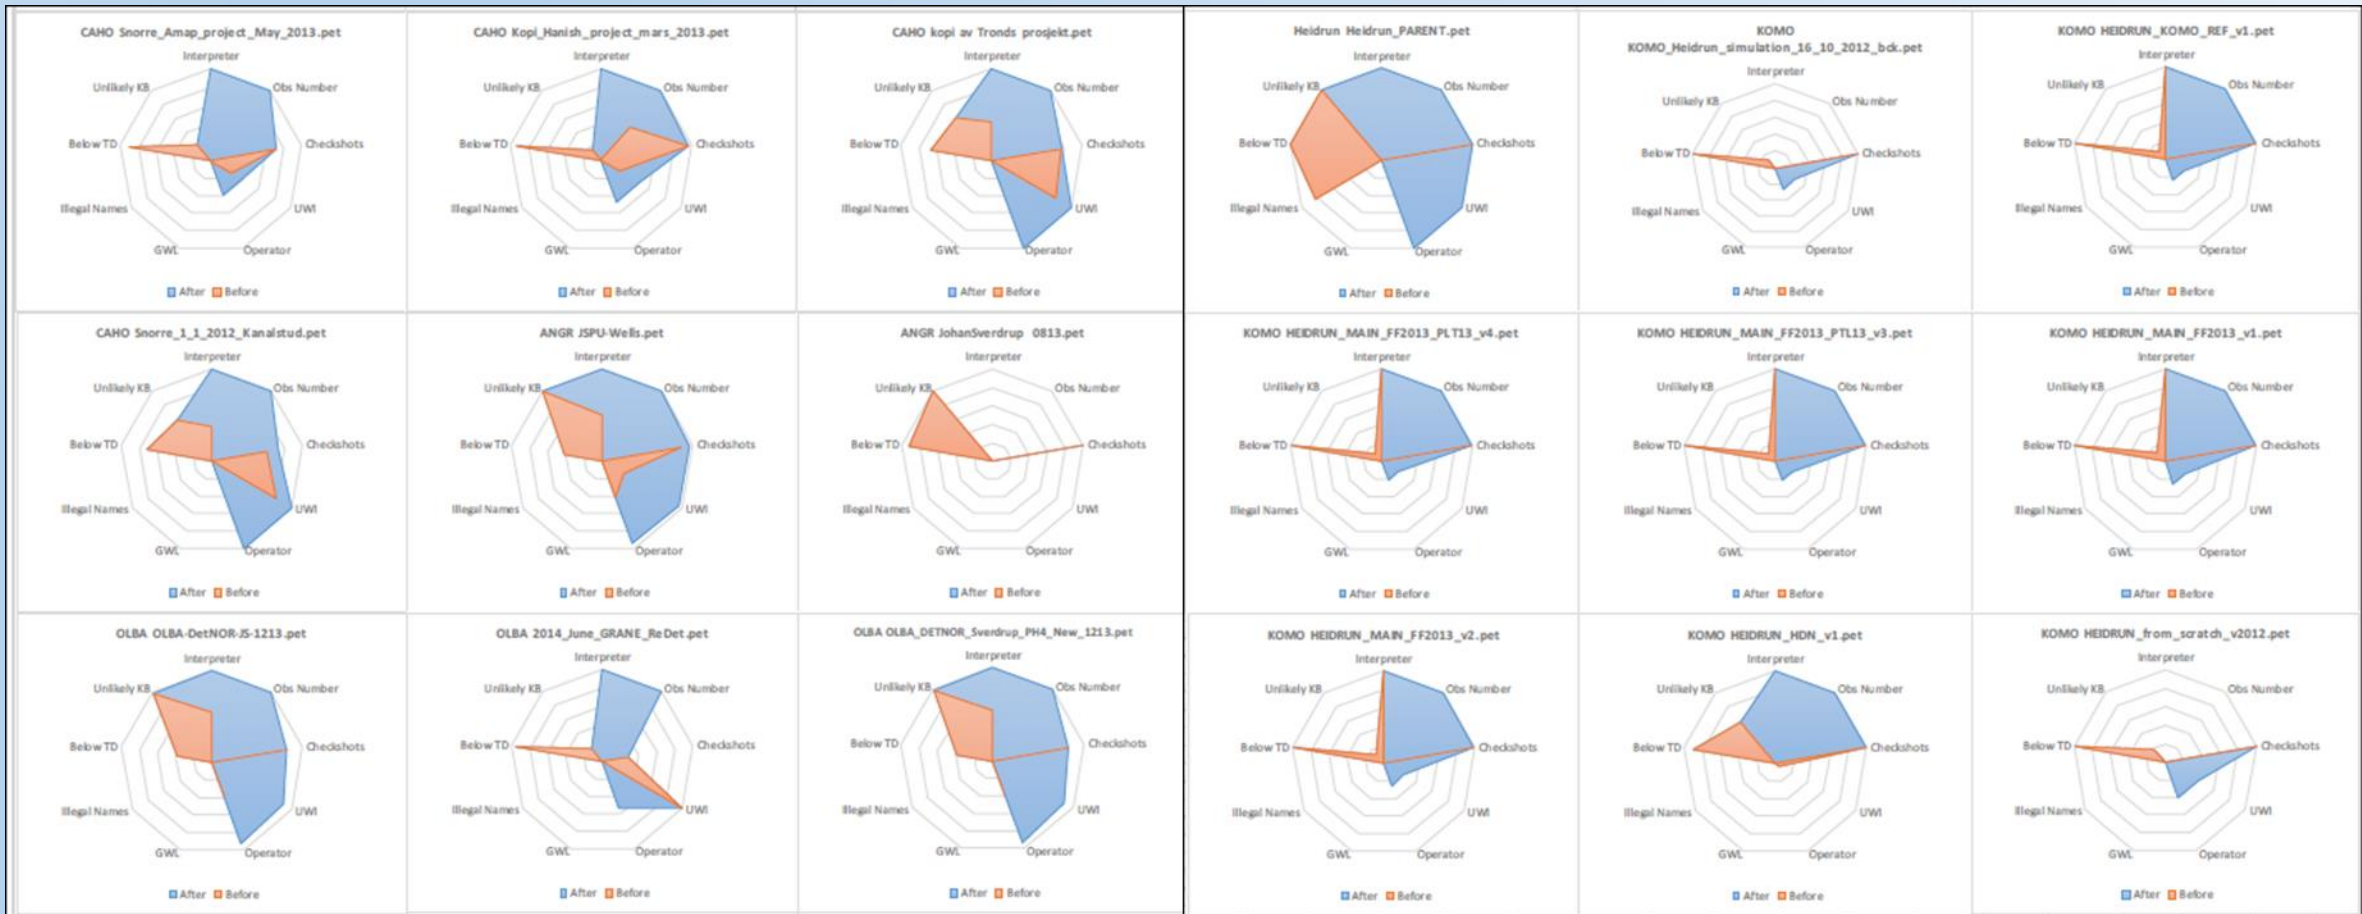 CAHO Snorre_Amap_project_May_2013.pet
Interpreter
Unlikely KB
Obs Number
Below TD
Checkshots
Illegal Names
UWI
GWL
Operator
After Before
CAHO Kopi_Hanish_project_mars_2013.pet
Interpreter
Unlikely KB
Obs Number
Below TD
Checkshots
Illegal Names
UWI
GWL
Operator
After Before
CAHO kopi av Tronds prosjekt.pet
Interpreter
Unlikely KB
Obs Number
Below TD
Checkshots
Illegal Names
UWI
GWL
Operator
After Before
Heidrun Heidrun_PARENT.pet
Interpreter
Unlikely KB
Obs Number
Below TD
Checkshots
Illegal Names
UWI
GWL
Operator
After Before
KOMO
KOMO_Heidrun_simulation_16_10_2012_bck.pet
Interpreter
Unlikely KB
Obs Number
Below TD
Checkshots
Illegal Names
UWI
GWL
Operator
After Before
KOMO HEIDRUN_KOMO_REF_v1.pet
Interpreter
Unlikely KB
Obs Number
Below TD
Checkshots
Illegal Names
UWI
GWL
Operator
After Before
CAHO Snorre_1_1_2012_Kanalstud.pet
Interpreter
Unlikely KB
Obs Number
Below TD
Checkshots
Illegal Names
UWI
GWL
Operator
After Before
ANGR JSPU-Wells.pet
Interpreter
Unlikely KB
Obs Number
Below TD
Checkshots
Illegal Names
UWI
GWL
Operator
After Before
ANGR JohanSverdrup 0813.pet
Interpreter
Unlikely KB
Obs Number
Below TD
Checkshots
Illegal Names
UWI
GWL
Operator
After Before
KOMO HEIDRUN_MAIN_FF2013_PLT13_v4.pet
Interpreter
Unlikely KB
Obs Number
Below TD
Checkshots
Illegal Names
UWI
GWL
Operator
After Before
KOMO HEIDRUN_MAIN_FF2013_PTL13_v3.pet
Interpreter
Unlikely KB
Obs Number
Below TD
Checkshots
Illegal Names
UWI
GWL
Operator
After Before
KOMO HEIDRUN_MAIN_FF2013_v1.pet
Interpreter
Unlikely KB
Obs Number
Below TD
Checkshots
Illegal Names
UWI
GWL
Operator
After Before
OLBA OLBA-DetNOR-JS-1213.pet
Interpreter
Unlikely KB
Obs Number
Below TD
Checkshots
Illegal Names
UWI
GWL
Operator
After Before
OLBA 2014_June_GRANE_ReDet.pet
Interpreter
Unlikely KB
Obs Number
Below TD
Checkshots
Illegal Names
UWI
GWL
Operator
After Before
OLBA OLBA_DETNOR_Sverdrup_PH4_New_1213.pet
Interpreter
Unlikely KB
Obs Number
Below TD
Checkshots
Illegal Names
UWI
GWL
Operator
After Before
KOMO HEIDRUN_MAIN_FF2013_v2.pet
Interpreter
Unlikely KB
Obs Number
Below TD
Checkshots
Illegal Names
UWI
GWL
Operator
After Before
KOMO HEIDRUN_HDN_v1.pet
Interpreter
Unlikely KB
Obs Number
Below TD
Checkshots
Illegal Names
UWI
GWL
Operator
After Before
KOMO HEIDRUN_from_scratch_v2012.pet
Interpreter
Unlikely KB
Obs Number
Below TD
Checkshots
Illegal Names
UWI
GWL
Operator
After Before